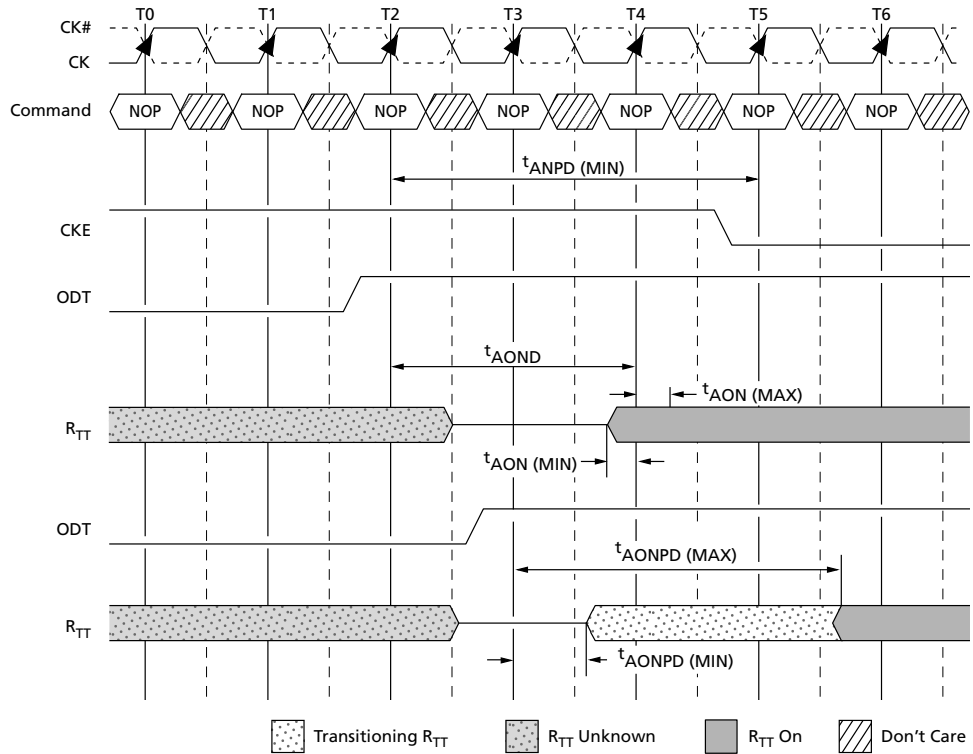 T0 T1 T2 T3 T4 T5 T6
CK#
CK
Command NOP NOP NOP NOP NOP NOP NOP
tANPD (MIN)
CKE
ODT
tAOND
tAON (MAX)
RTT
tAON (MIN)
ODT
tAONPD (MAX)
RTT
tAONPD (MIN)
Transitioning RTT RTT Unknown RTT On Don't Care